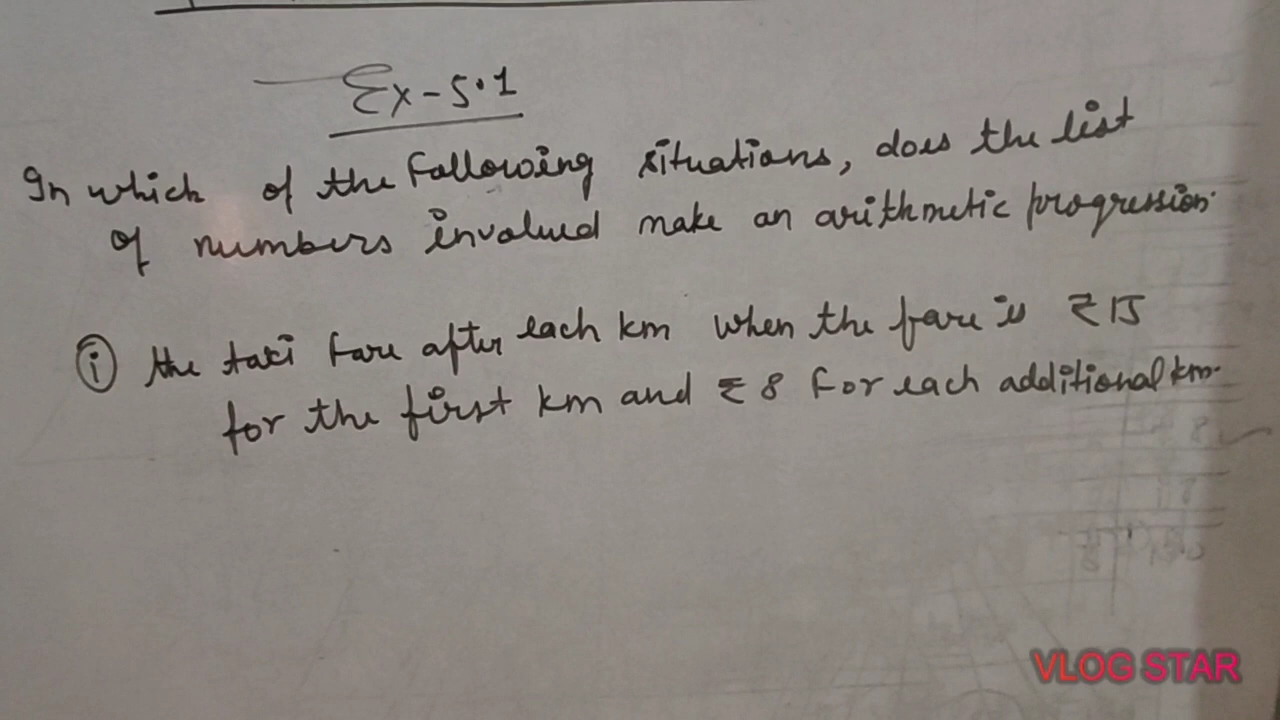 Ex-5.1
In which of the following situations, does the list
of numbers involved make an arithmetic progression.
(i) the taxi fare after each km when the fare is ₹15
for the first km and ₹8 for each additional km.
VLOG STAR